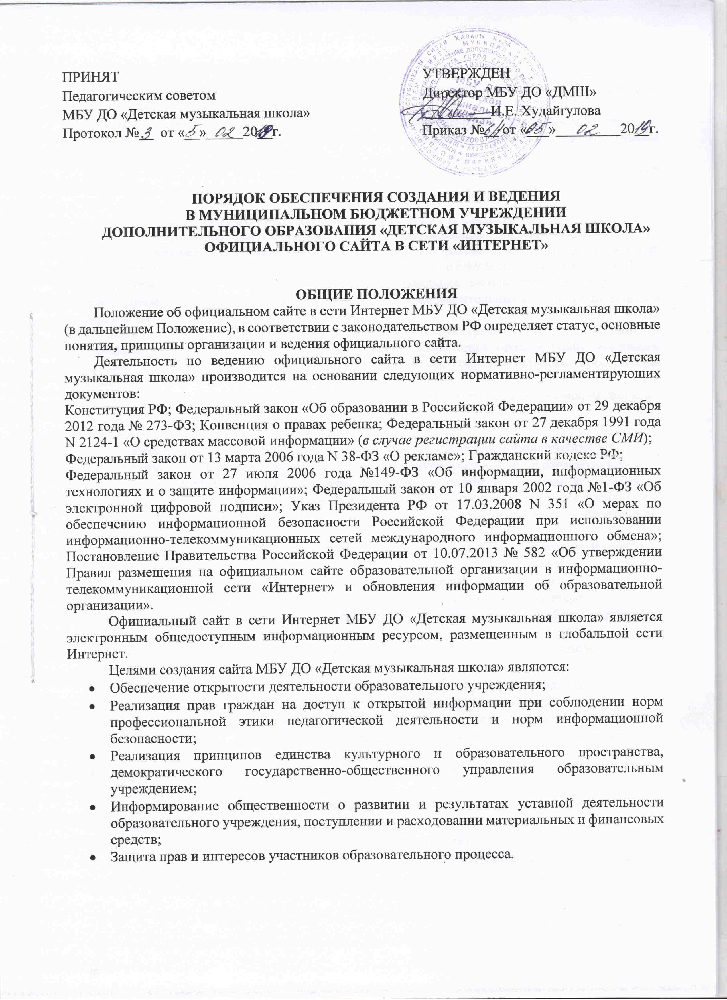 ПРИНЯТ
Педагогическим советом
МБУ ДО «Детская музыкальная школа»
Протокол № 3 от «5» 02 20 г.
УТВЕРЖДЕН
Директор МБУ ДО «ДМШ»
И.Е. Худайгулова
Приказ № от «05» 02 2019г.
ПОРЯДОК ОБЕСПЕЧЕНИЯ СОЗДАНИЯ И ВЕДЕНИЯ
В МУНИЦИПАЛЬНОМ БЮДЖЕТНОМ УЧРЕЖДЕНИИ
ДОПОЛНИТЕЛЬНОГО ОБРАЗОВАНИЯ «ДЕТСКАЯ МУЗЫКАЛЬНАЯ ШКОЛА»
ОФИЦИАЛЬНОГО САЙТА В СЕТИ «ИНТЕРНЕТ»
ОБЩИЕ ПОЛОЖЕНИЯ
Положение об официальном сайте в сети Интернет МБУ ДО «Детская музыкальная школа»
(в дальнейшем Положение), в соответствии с законодательством РФ определяет статус, основные
понятия, принципы организации и ведения официального сайта.
Деятельность по ведению официального сайта в сети Интернет МБУ ДО «Детская
музыкальная школа» производится на основании следующих нормативно-регламентирующих
документов:
Конституция РФ; Федеральный закон «Об образовании в Российской Федерации» от 29 декабря
2012 года № 273-ФЗ; Конвенция о правах ребенка; Федеральный закон от 27 декабря 1991 года
N 2124-1 «О средствах массовой информации» (в случае регистрации сайта в качестве СМИ);
Федеральный закон от 13 марта 2006 года N 38-ФЗ «О рекламе»; Гражданский кодекс РФ;
Федеральный закон от 27 июля 2006 года №149-ФЗ «Об информации, информационных
технологиях и о защите информации»; Федеральный закон от 10 января 2002 года №1-ФЗ «Об
электронной цифровой подписи»; Указ Президента РФ от 17.03.2008 N 351 «О мерах по
обеспечению информационной безопасности Российской Федерации при использовании
информационно-телекоммуникационных сетей международного информационного обмена»;
Постановление Правительства Российской Федерации от 10.07.2013 № 582 «Об утверждении
Правил размещения на официальном сайте образовательной организации в информационно-
телекоммуникационной сети «Интернет» и обновления информации об образовательной
организации».
Официальный сайт в сети Интернет МБУ ДО «Детская музыкальная школа» является
электронным общедоступным информационным ресурсом, размещенным в глобальной сети
Интернет.
Целями создания сайта МБУ ДО «Детская музыкальная школа» являются:
• Обеспечение открытости деятельности образовательного учреждения;
• Реализация прав граждан на доступ к открытой информации при соблюдении норм
профессиональной этики педагогической деятельности и норм информационной
безопасности;
• Реализация принципов единства культурного и образовательного пространства,
демократического государственно-общественного управления образовательным
учреждением;
• Информирование общественности о развитии и результатах уставной деятельности
образовательного учреждения, поступлении и расходовании материальных и финансовых
средств;
• Защита прав и интересов участников образовательного процесса.